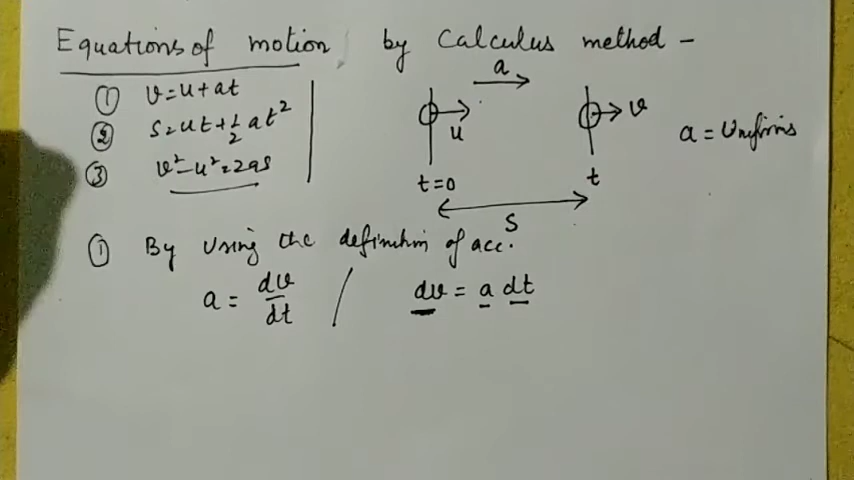 Equations of motion by Calculus method -
① v = u + at
② s = ut + ½ at²
③ v² - u² = 2as
a
u
v
a = Uniform
t=0
t
S
① By using the definition of acc.
a = dv/dt / dv = a dt